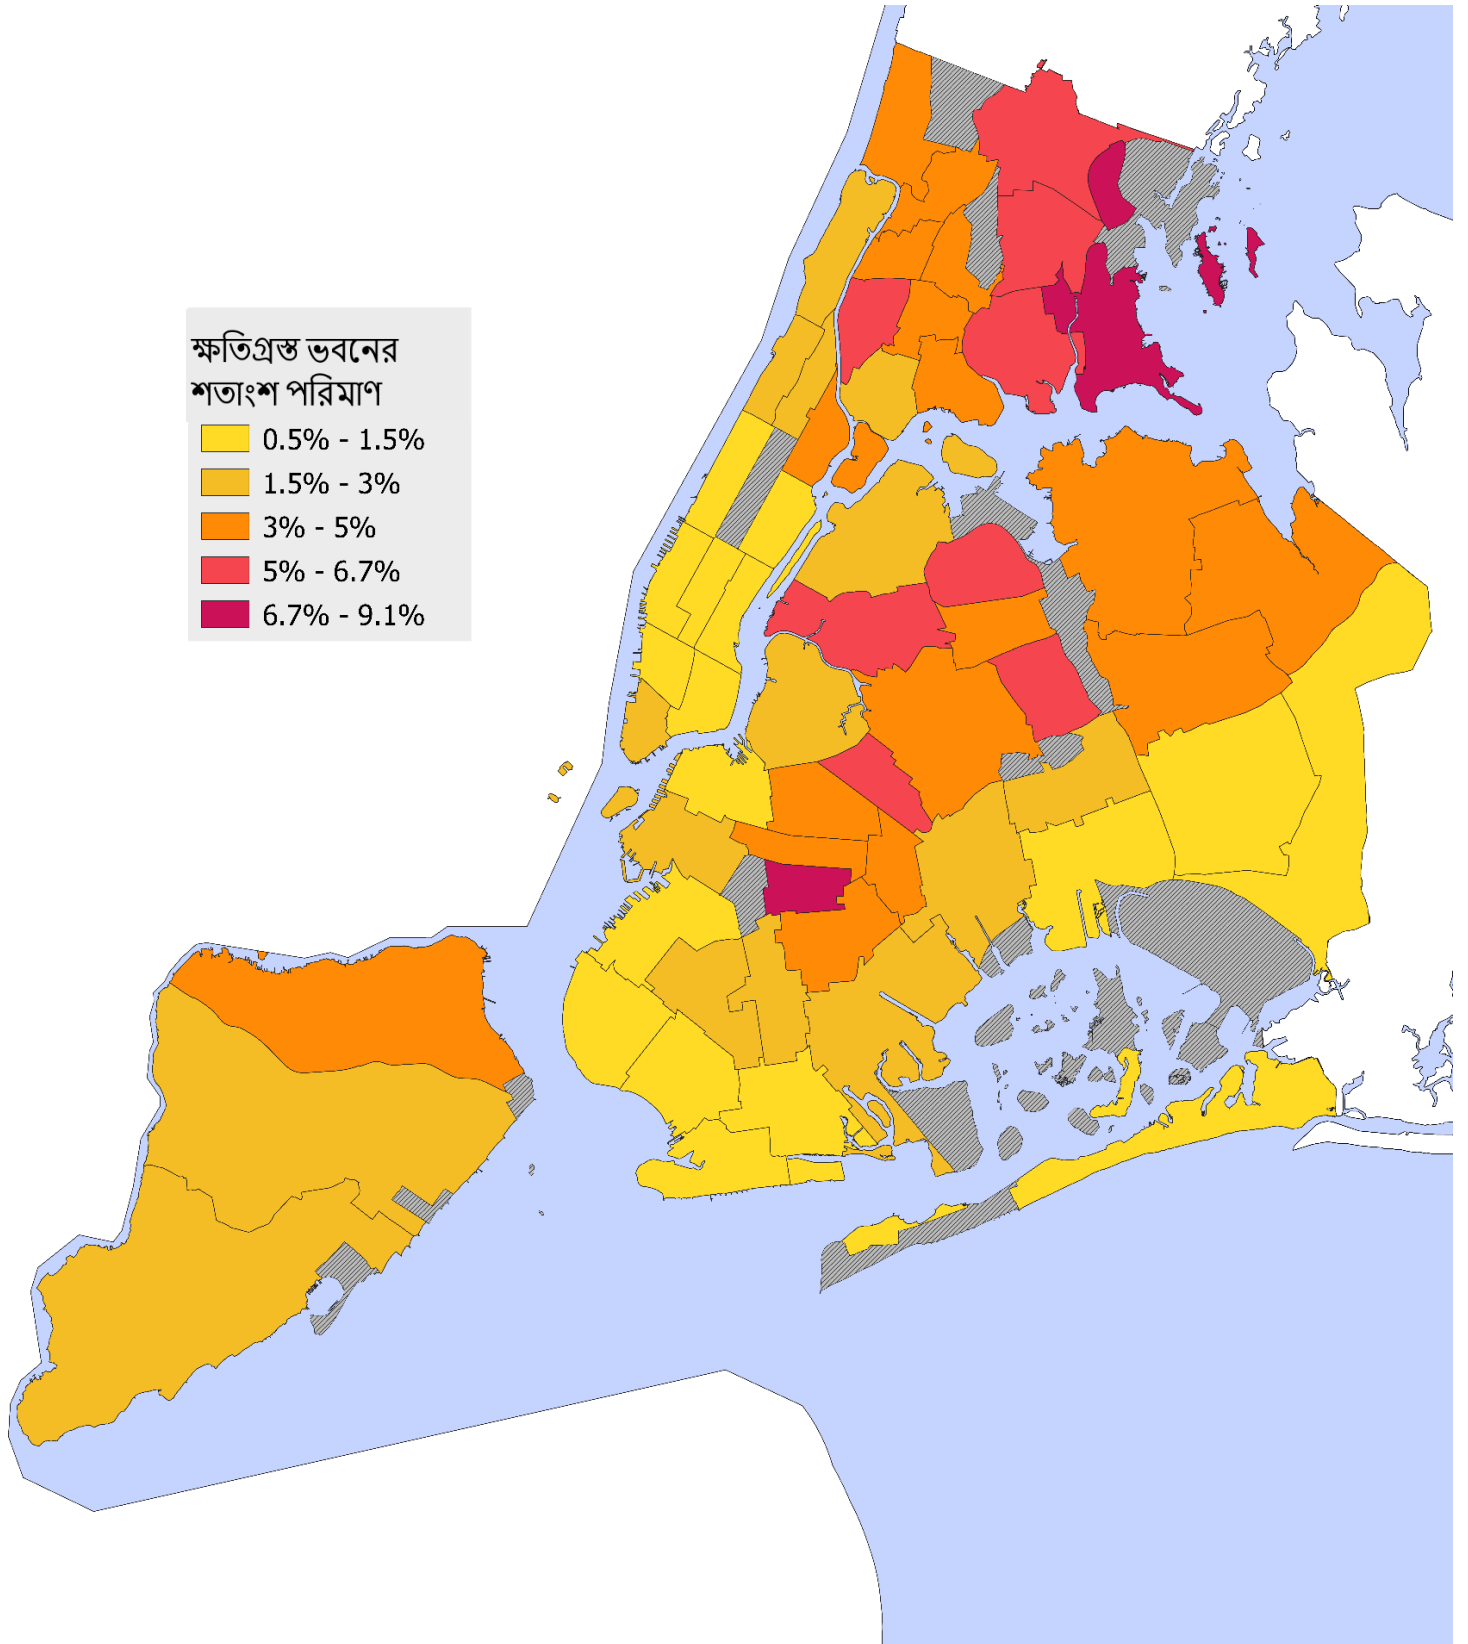 ক্ষতিগ্রস্ত ভবনের
শতাংশ পরিমাণ
0.5% - 1.5%
1.5% - 3%
3% - 5%
5% - 6.7%
6.7% - 9.1%